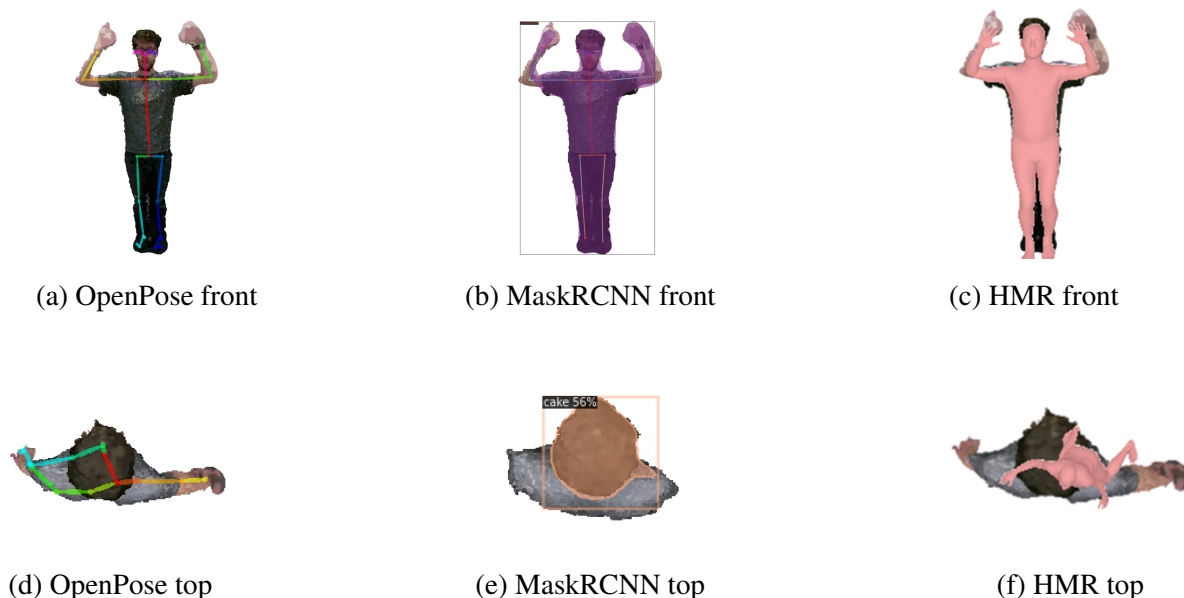 (a) OpenPose front
(b) MaskRCNN front
(c) HMR front
cake 56%
(d) OpenPose top
(e) MaskRCNN top
(f) HMR top